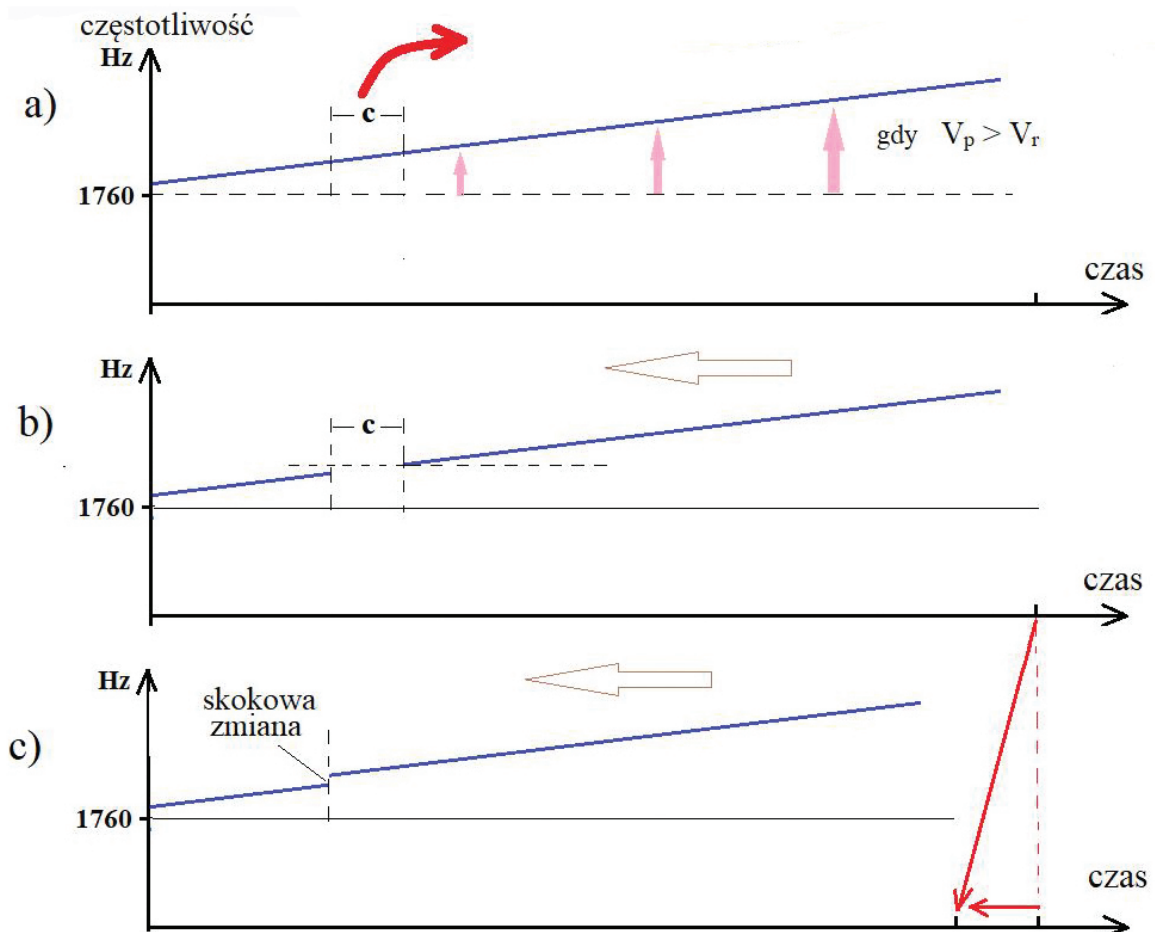 częstotliwość
Hz
a)
c
gdy V_p > V_r
1760
czas
Hz
b)
c
1760
czas
Hz
skokowa
zmiana
c)
1760
czas